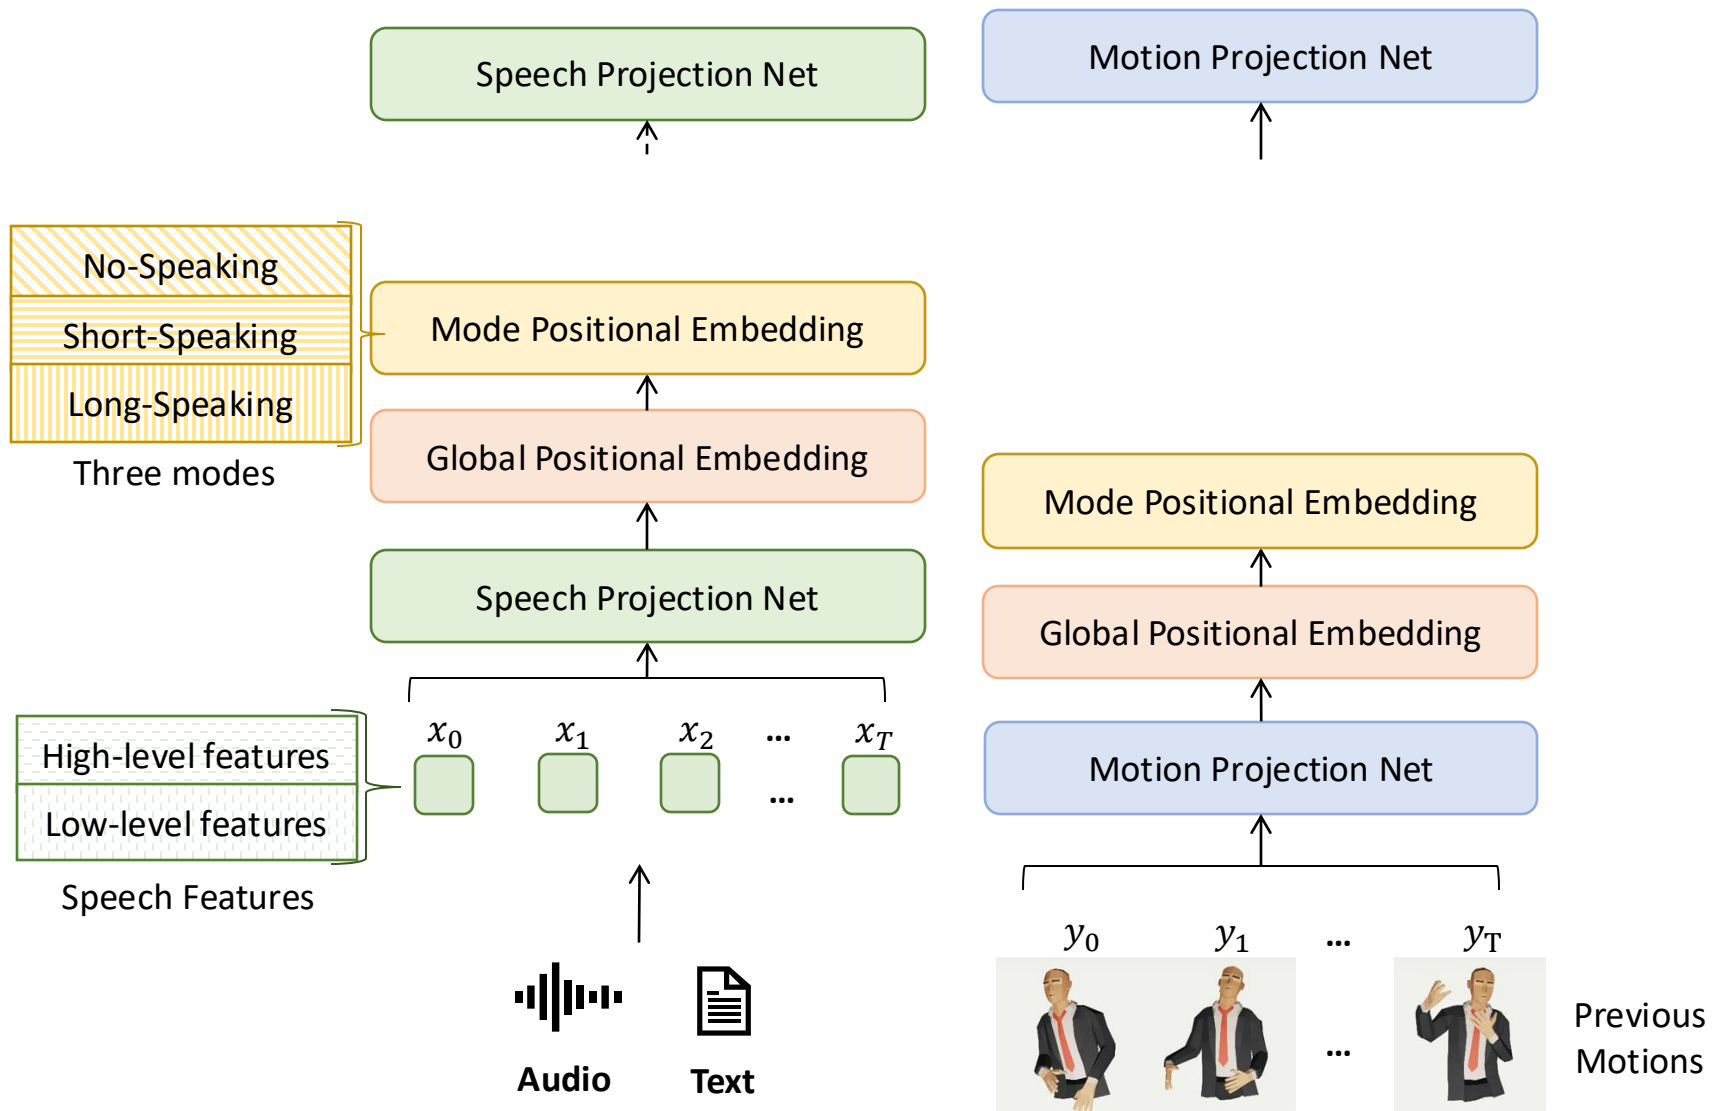 Speech Projection Net
Motion Projection Net
No-Speaking
Short-Speaking
Long-Speaking
Three modes
Mode Positional Embedding
Global Positional Embedding
Speech Projection Net
Mode Positional Embedding
Global Positional Embedding
Motion Projection Net
High-level features
Low-level features
Speech Features
x₀ x₁ x₂ ... x_T
...
Audio
Text
y₀ y₁ ... y_T
...
Previous
Motions